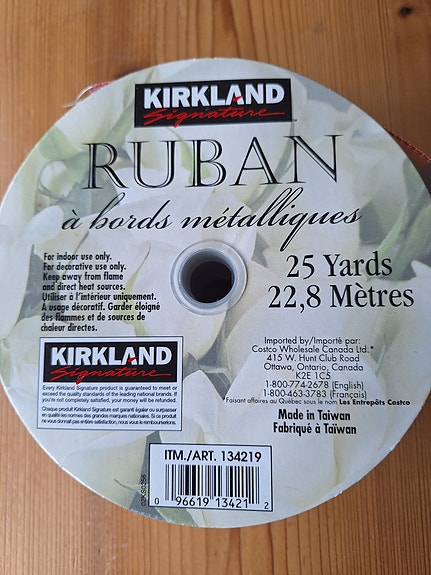 KIRKLAND
Signature
RUBAN
à bords métalliques
For indoor use only.
For decorative use only.
Keep away from flame
and direct heat sources.
Utiliser à l'intérieur uniquement.
A usage décoratif. Garder éloigné
des flammes et de sources de
chaleur directes.
25 Yards
22,8 Mètres
KIRKLAND
Signature
Every Kirkland Signature product is guaranteed to meet or
exceed the quality standards of the leading national brands. If
you're not completely satisfied, your money will be refunded.
Chaque produit Kirkland Signature est garanti égaler ou surpasser
en qualité les normes des grandes marques nationales. Si ce produit
ne vous donnait pas entière satisfaction, nous vous le rembourserions.
Imported by/Importé par:
Costco Wholesale Canada Ltd.*
415 W. Hunt Club Road
Ottawa, Ontario, Canada
K2E 1C5
1-800-774-2678 (English)
1-800-463-3783 (Français)
*Faisant affaires au Québec sous le nom Les Entrepôts Costco
Made in Taiwan
Fabriqué à Taïwan
ITM./ART. 134219
0 96619 13421 2